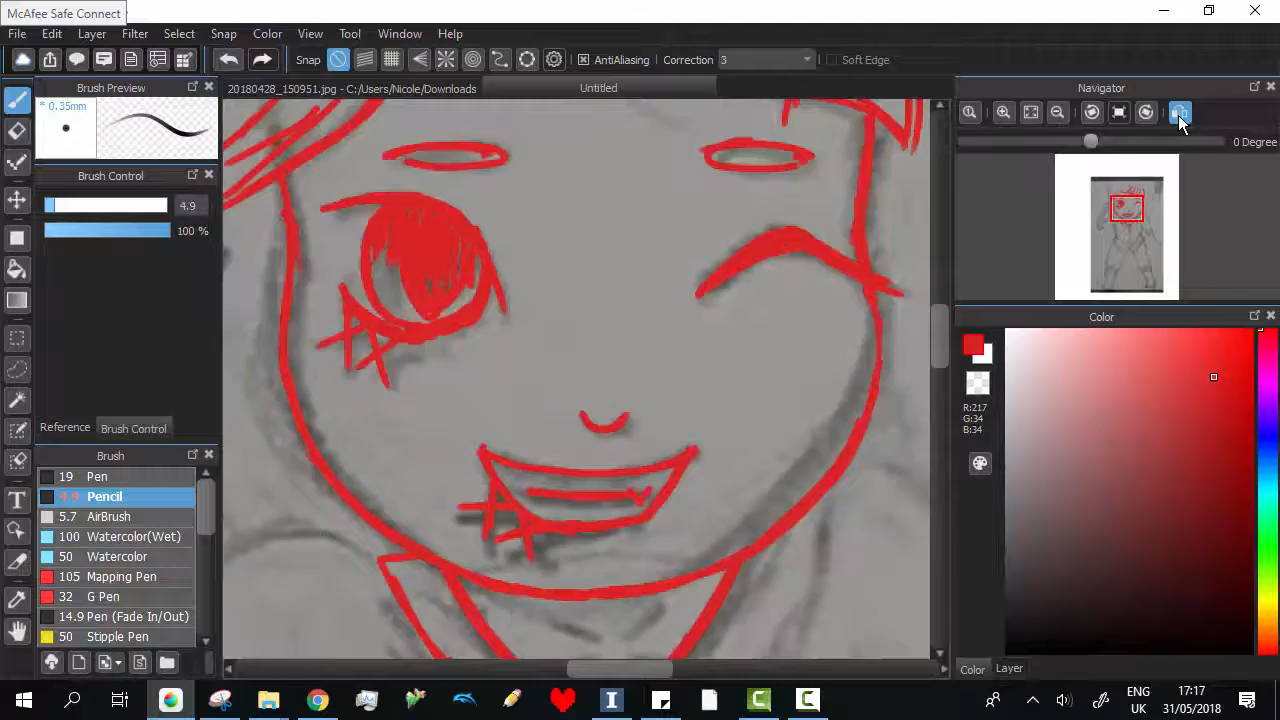 McAfee Safe Connect
File Edit Layer Filter Select Snap Color View Tool Window Help
Snap AntiAliasing Correction 3 Soft Edge
Brush Preview
* 0.35mm
Brush Control
4.9
100 %
Reference Brush Control
Brush
19 Pen
4.9 Pencil
5.7 AirBrush
100 Watercolor(Wet)
50 Watercolor
105 Mapping Pen
32 G Pen
14.9 Pen (Fade In/Out)
50 Stipple Pen
20180428_150951.jpg - C:/Users/Nicole/Downloads Untitled
Navigator
0 Degree
Color
R:217
G:34
B:34
Color Layer
ENG
UK
17:17
31/05/2018